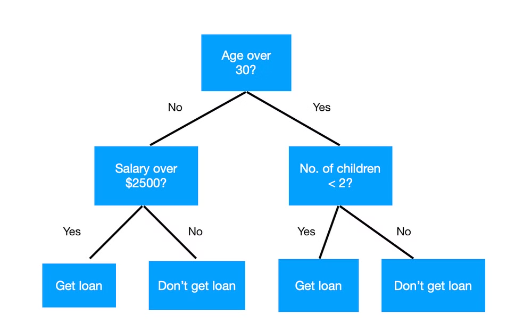 Age over
30?
No
Yes
Salary over
$2500?
No. of children
< 2?
Yes
No
Yes
No
Get loan
Don't get loan
Get loan
Don't get loan